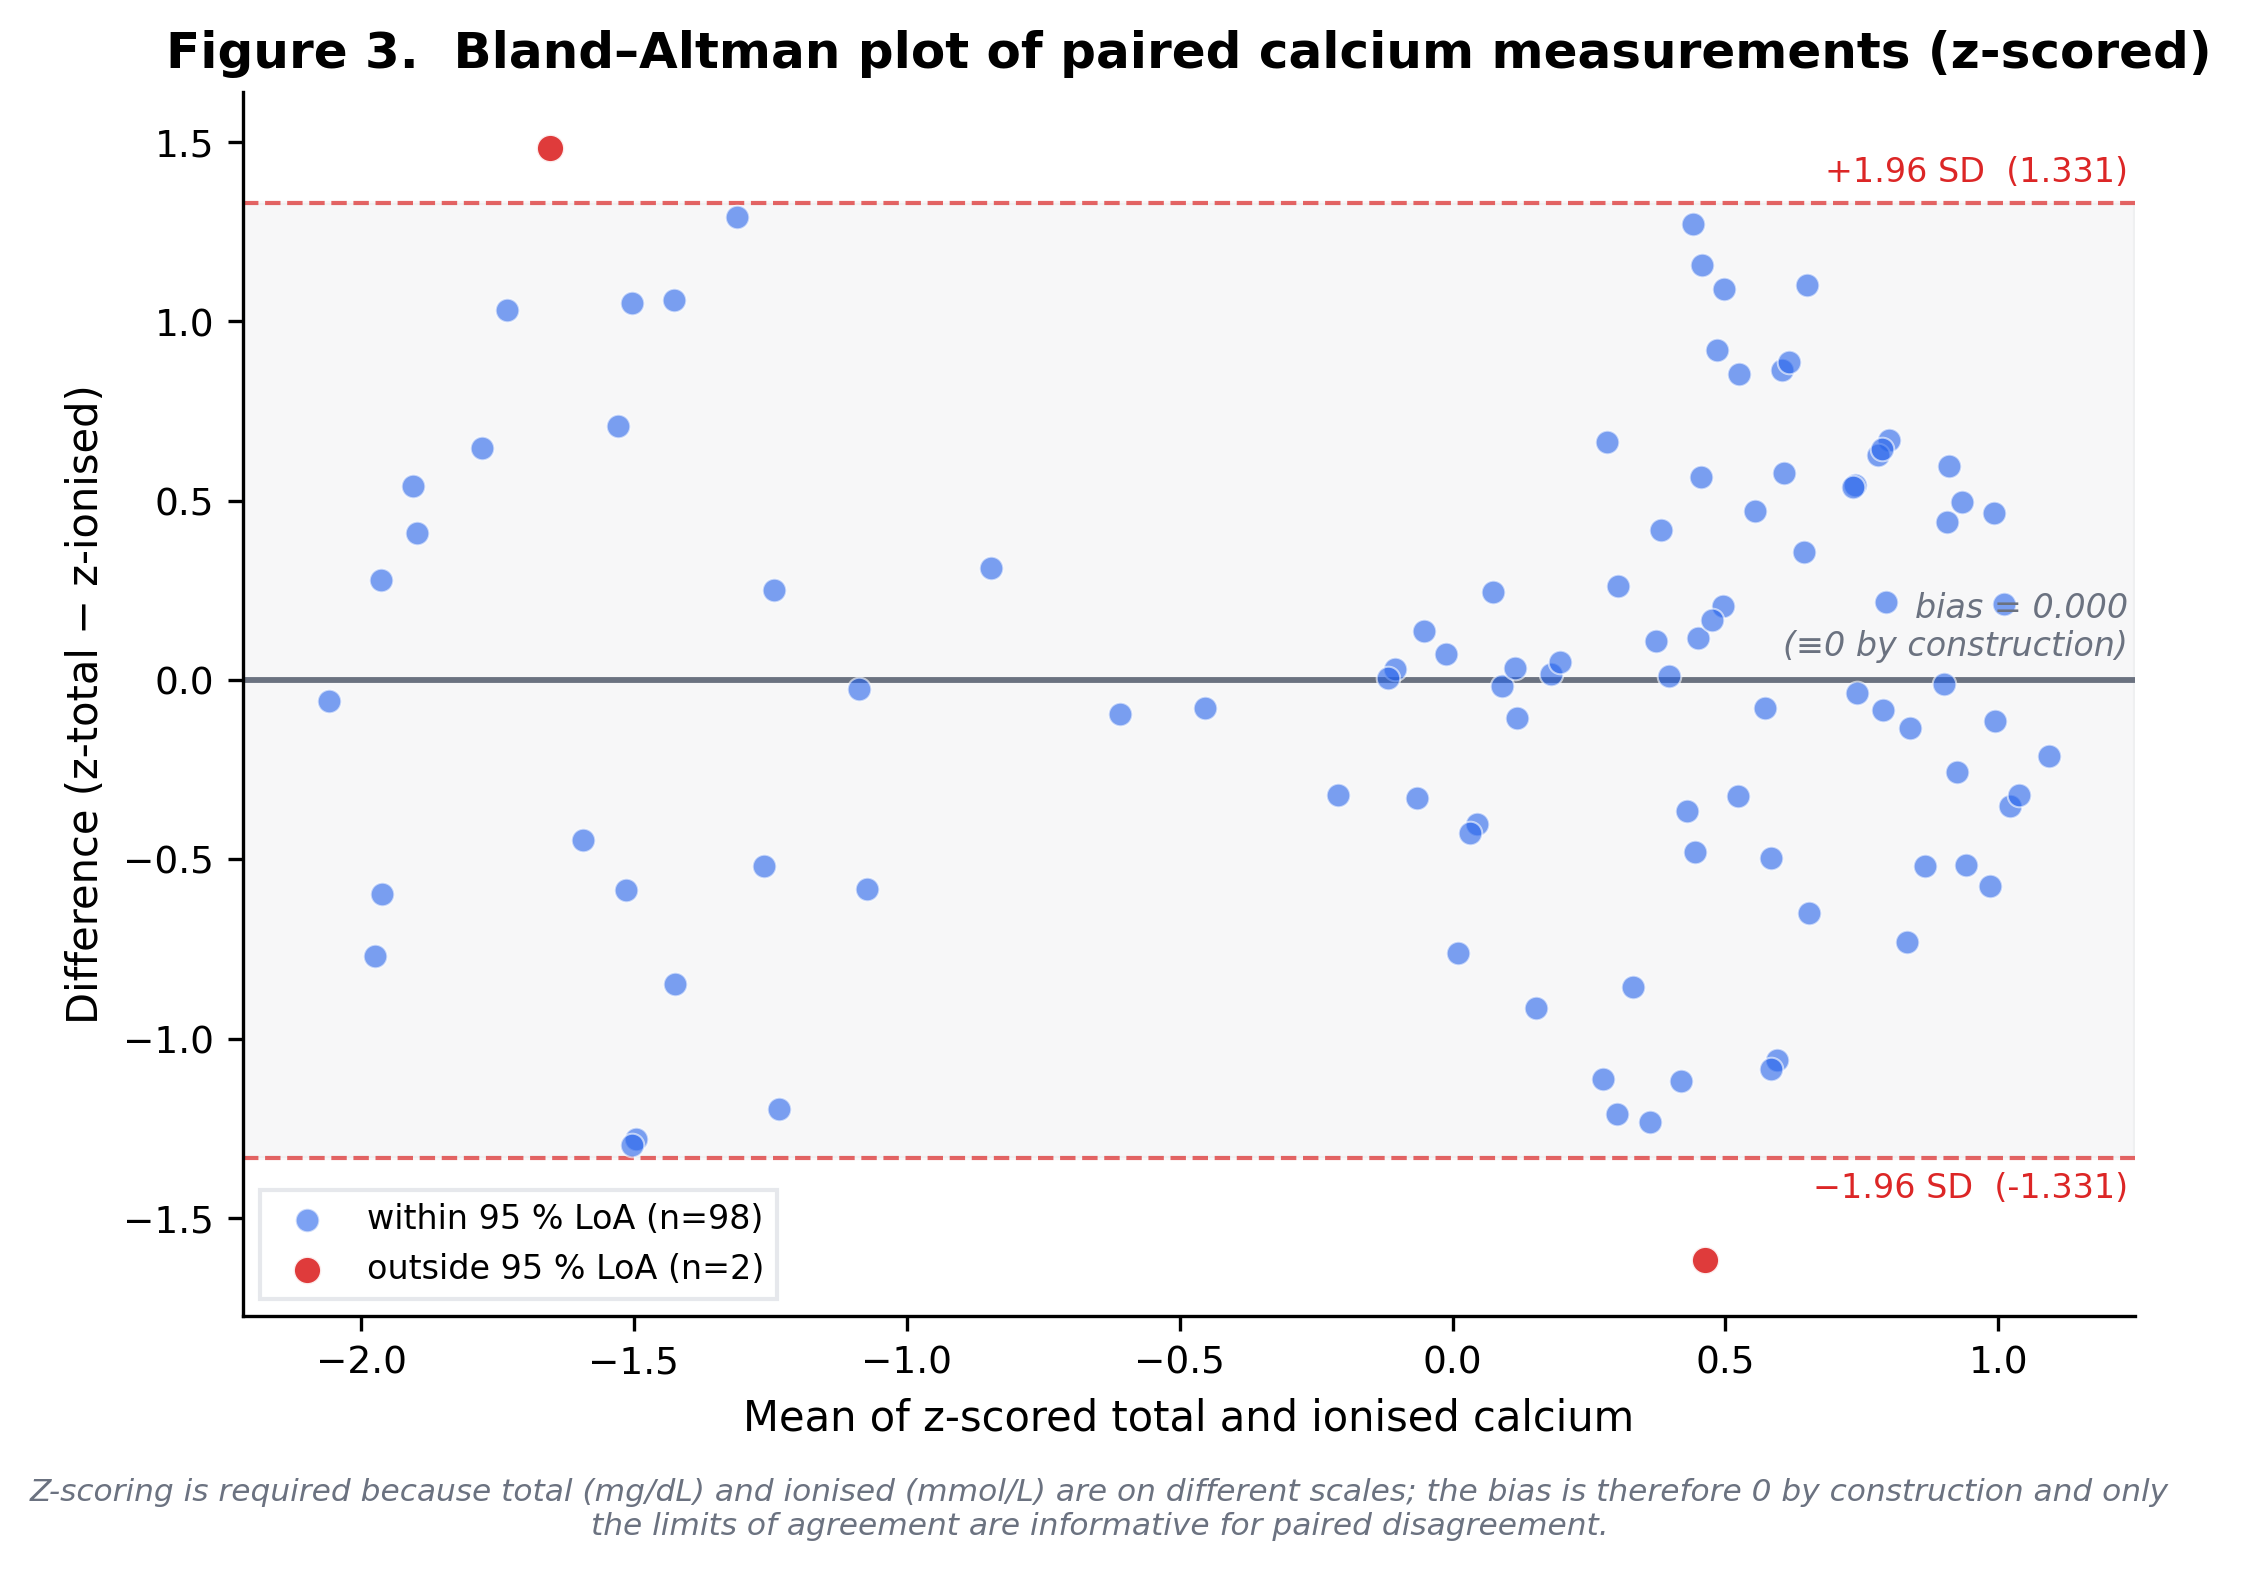 Figure 3.  Bland–Altman plot of paired calcium measurements (z-scored)
Difference (z-total − z-ionised)
1.5
1.0
0.5
0.0
−0.5
−1.0
−1.5
+1.96 SD  (1.331)
bias = 0.000
(≡0 by construction)
−1.96 SD  (-1.331)
within 95 % LoA (n=98)
outside 95 % LoA (n=2)
−2.0
−1.5
−1.0
−0.5
0.0
0.5
1.0
Mean of z-scored total and ionised calcium
Z-scoring is required because total (mg/dL) and ionised (mmol/L) are on different scales; the bias is therefore 0 by construction and only
the limits of agreement are informative for paired disagreement.